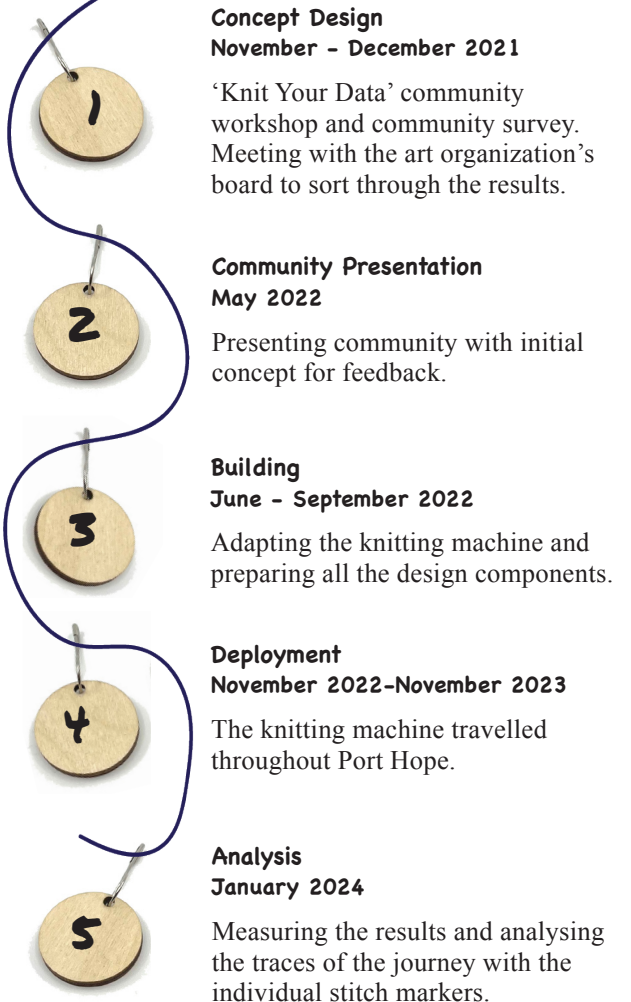 Concept Design
November - December 2021
1
‘Knit Your Data’ community
workshop and community survey.
Meeting with the art organization’s
board to sort through the results.
Community Presentation
May 2022
2
Presenting community with initial
concept for feedback.
Building
June - September 2022
3
Adapting the knitting machine and
preparing all the design components.
Deployment
November 2022-November 2023
4
The knitting machine travelled
throughout Port Hope.
Analysis
January 2024
5
Measuring the results and analysing
the traces of the journey with the
individual stitch markers.